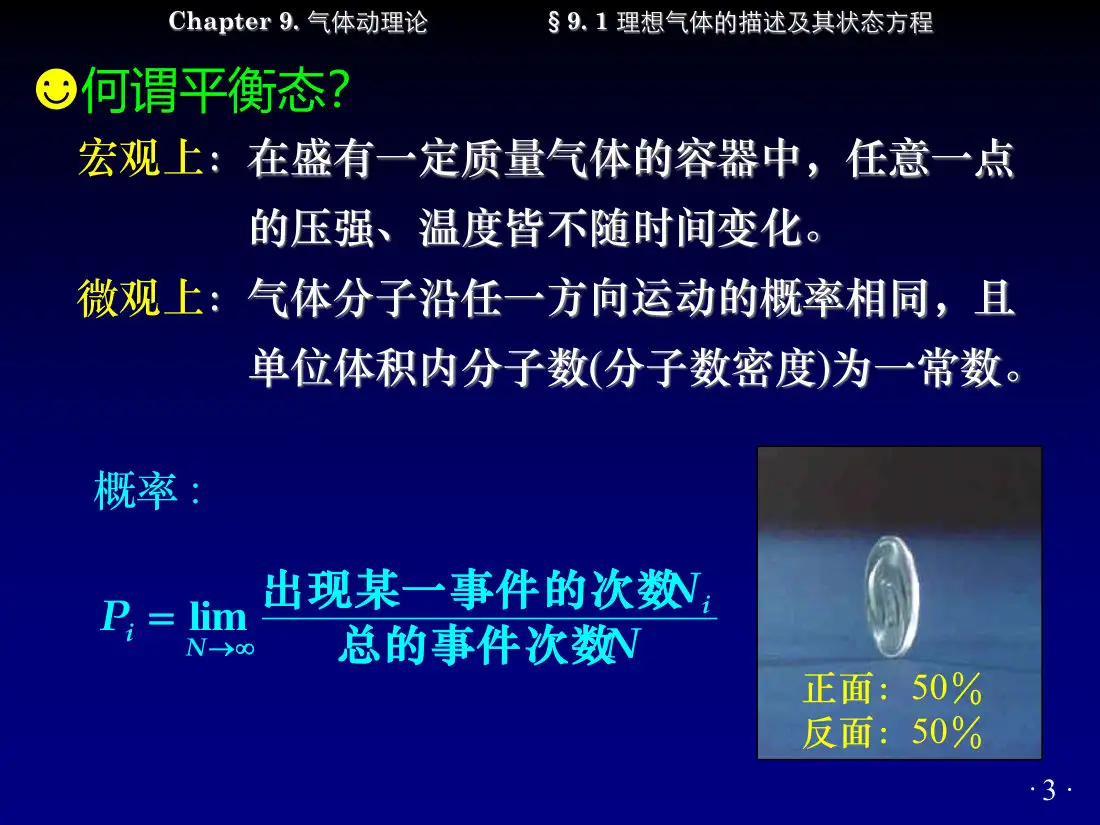 Chapter 9. 气体动理论 §9. 1 理想气体的描述及其状态方程
何谓平衡态?
宏观上：在盛有一定质量气体的容器中，任意一点
的压强、温度皆不随时间变化。
微观上：气体分子沿任一方向运动的概率相同，且
单位体积内分子数(分子数密度)为一常数。
概率 :
P_i = lim_{N→∞} 出现某一事件的次数N_i / 总的事件次数N
正面：50％
反面：50％
· 3 ·